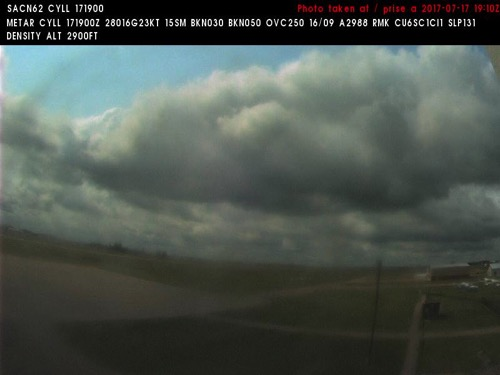 SACN62 CYLL 171900 Photo taken at / prise a 2017-07-17 19:10Z
METAR CYLL 171900Z 28016G23KT 15SM BKN030 BKN050 OVC250 16/09 A2988 RMK CU6SC1CI1 SLP131
DENSITY ALT 2900FT